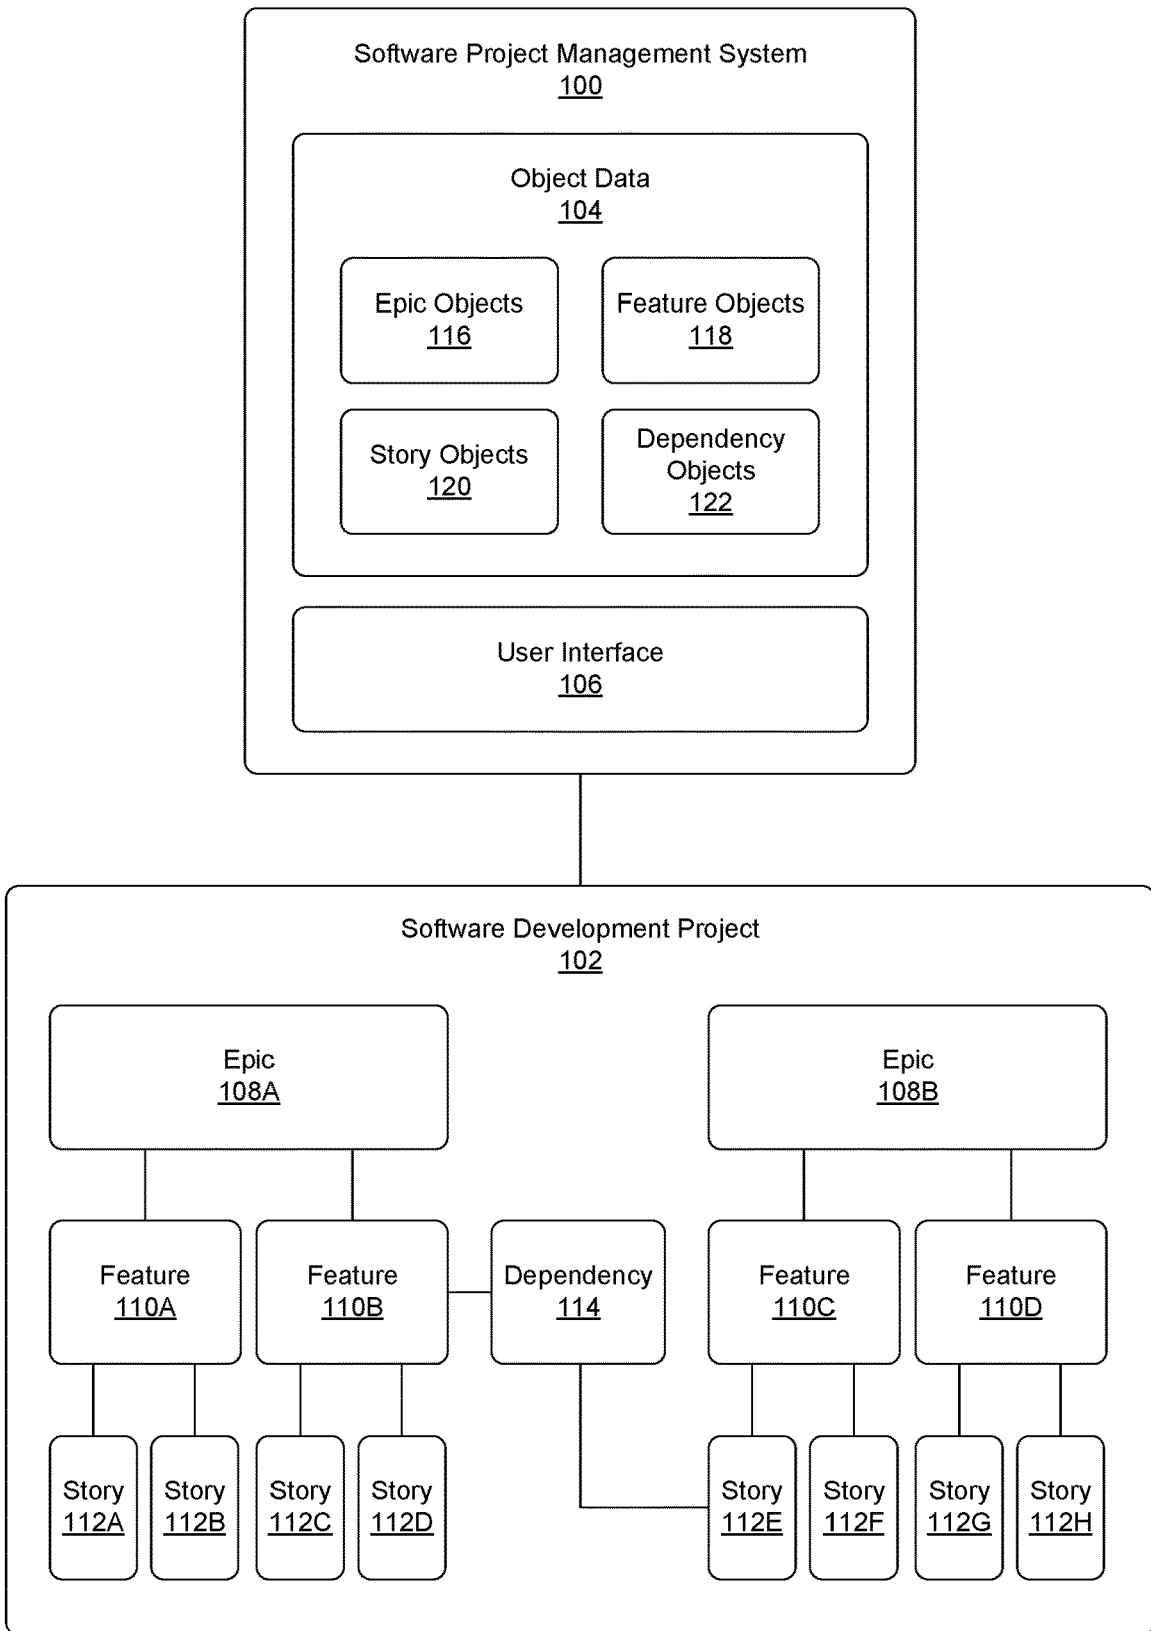 Software Project Management System
100
Object Data
104
Epic Objects
116
Feature Objects
118
Story Objects
120
Dependency
Objects
122
User Interface
106
Software Development Project
102
Epic
108A
Epic
108B
Feature
110A
Feature
110B
Dependency
114
Feature
110C
Feature
110D
Story
112A
Story
112B
Story
112C
Story
112D
Story
112E
Story
112F
Story
112G
Story
112H